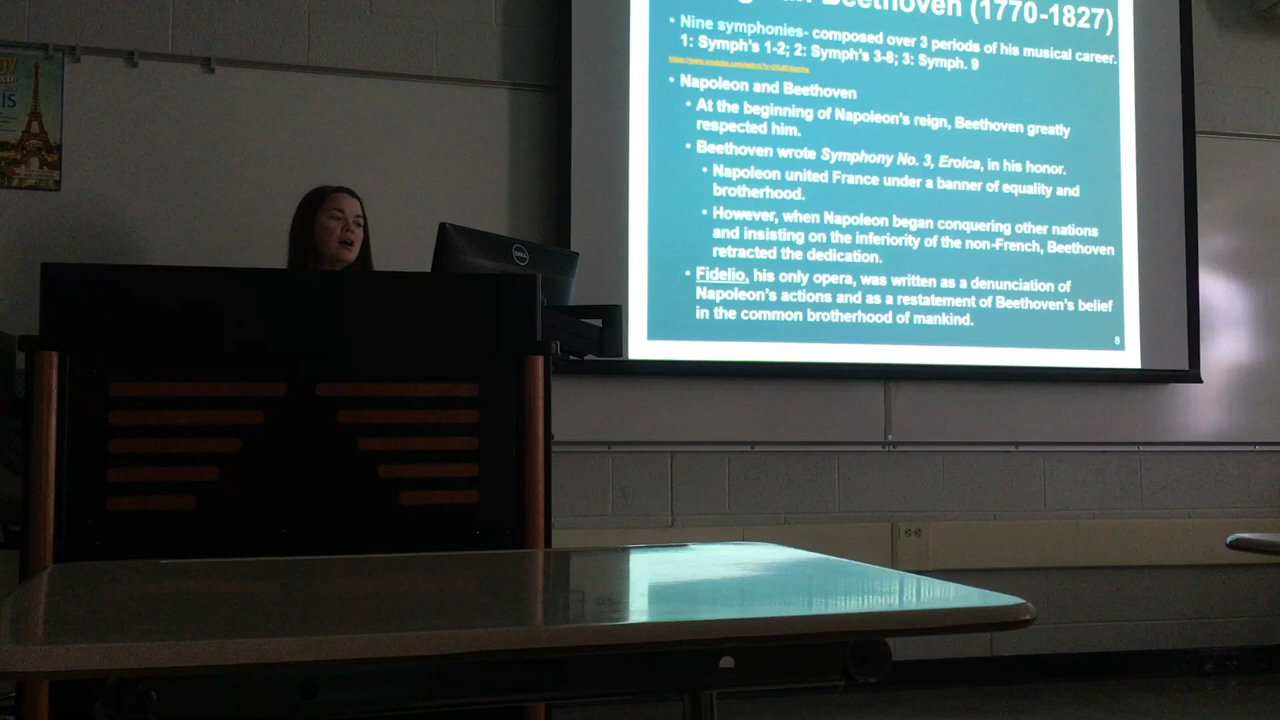 Beethoven (1770-1827)
• Nine symphonies- composed over 3 periods of his musical career.
1: Symph's 1-2; 2: Symph's 3-8; 3: Symph. 9
• Napoleon and Beethoven
• At the beginning of Napoleon's reign, Beethoven greatly
respected him.
• Beethoven wrote Symphony No. 3, Eroica, in his honor.
• Napoleon united France under a banner of equality and
brotherhood.
• However, when Napoleon began conquering other nations
and insisting on the inferiority of the non-French, Beethoven
retracted the dedication.
• Fidelio, his only opera, was written as a denunciation of
Napoleon's actions and as a restatement of Beethoven's belief
in the common brotherhood of mankind.
8
DELL